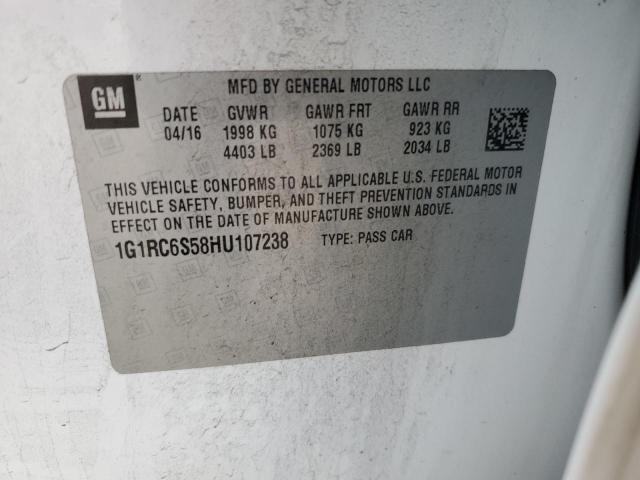 GM
MFD BY GENERAL MOTORS LLC
DATE GVWR GAWR FRT GAWR RR
04/16 1998 KG 1075 KG 923 KG
4403 LB 2369 LB 2034 LB
THIS VEHICLE CONFORMS TO ALL APPLICABLE U.S. FEDERAL MOTOR
VEHICLE SAFETY, BUMPER, AND THEFT PREVENTION STANDARDS IN
EFFECT ON THE DATE OF MANUFACTURE SHOWN ABOVE.
1G1RC6S58HU107238 TYPE: PASS CAR